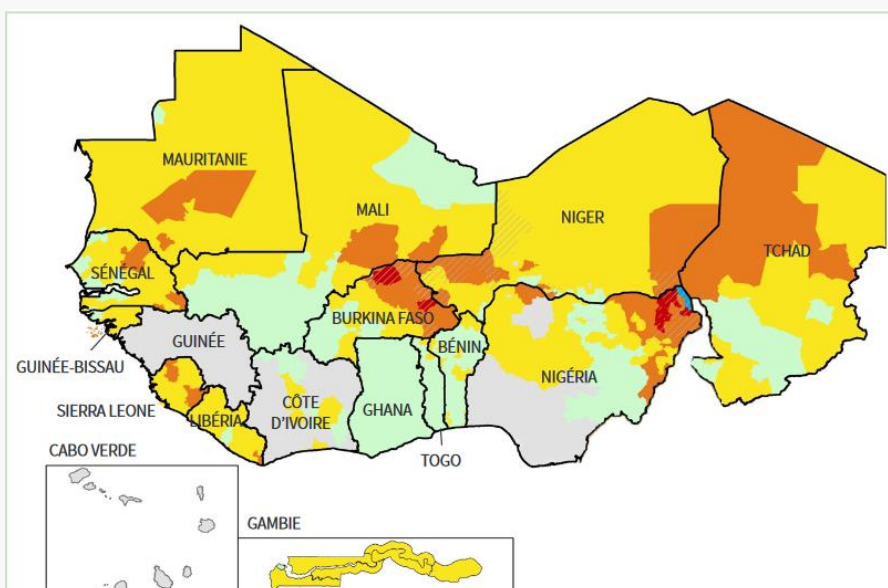 MAURITANIE
MALI
NIGER
TCHAD
SÉNÉGAL
BURKINA FASO
GUINÉE
BÉNIN
GUINÉE-BISSAU
NIGÉRIA
SIERRA LEONE
LIBÉRIA
CÔTE
D'IVOIRE
GHANA
CABO VERDE
TOGO
GAMBIE